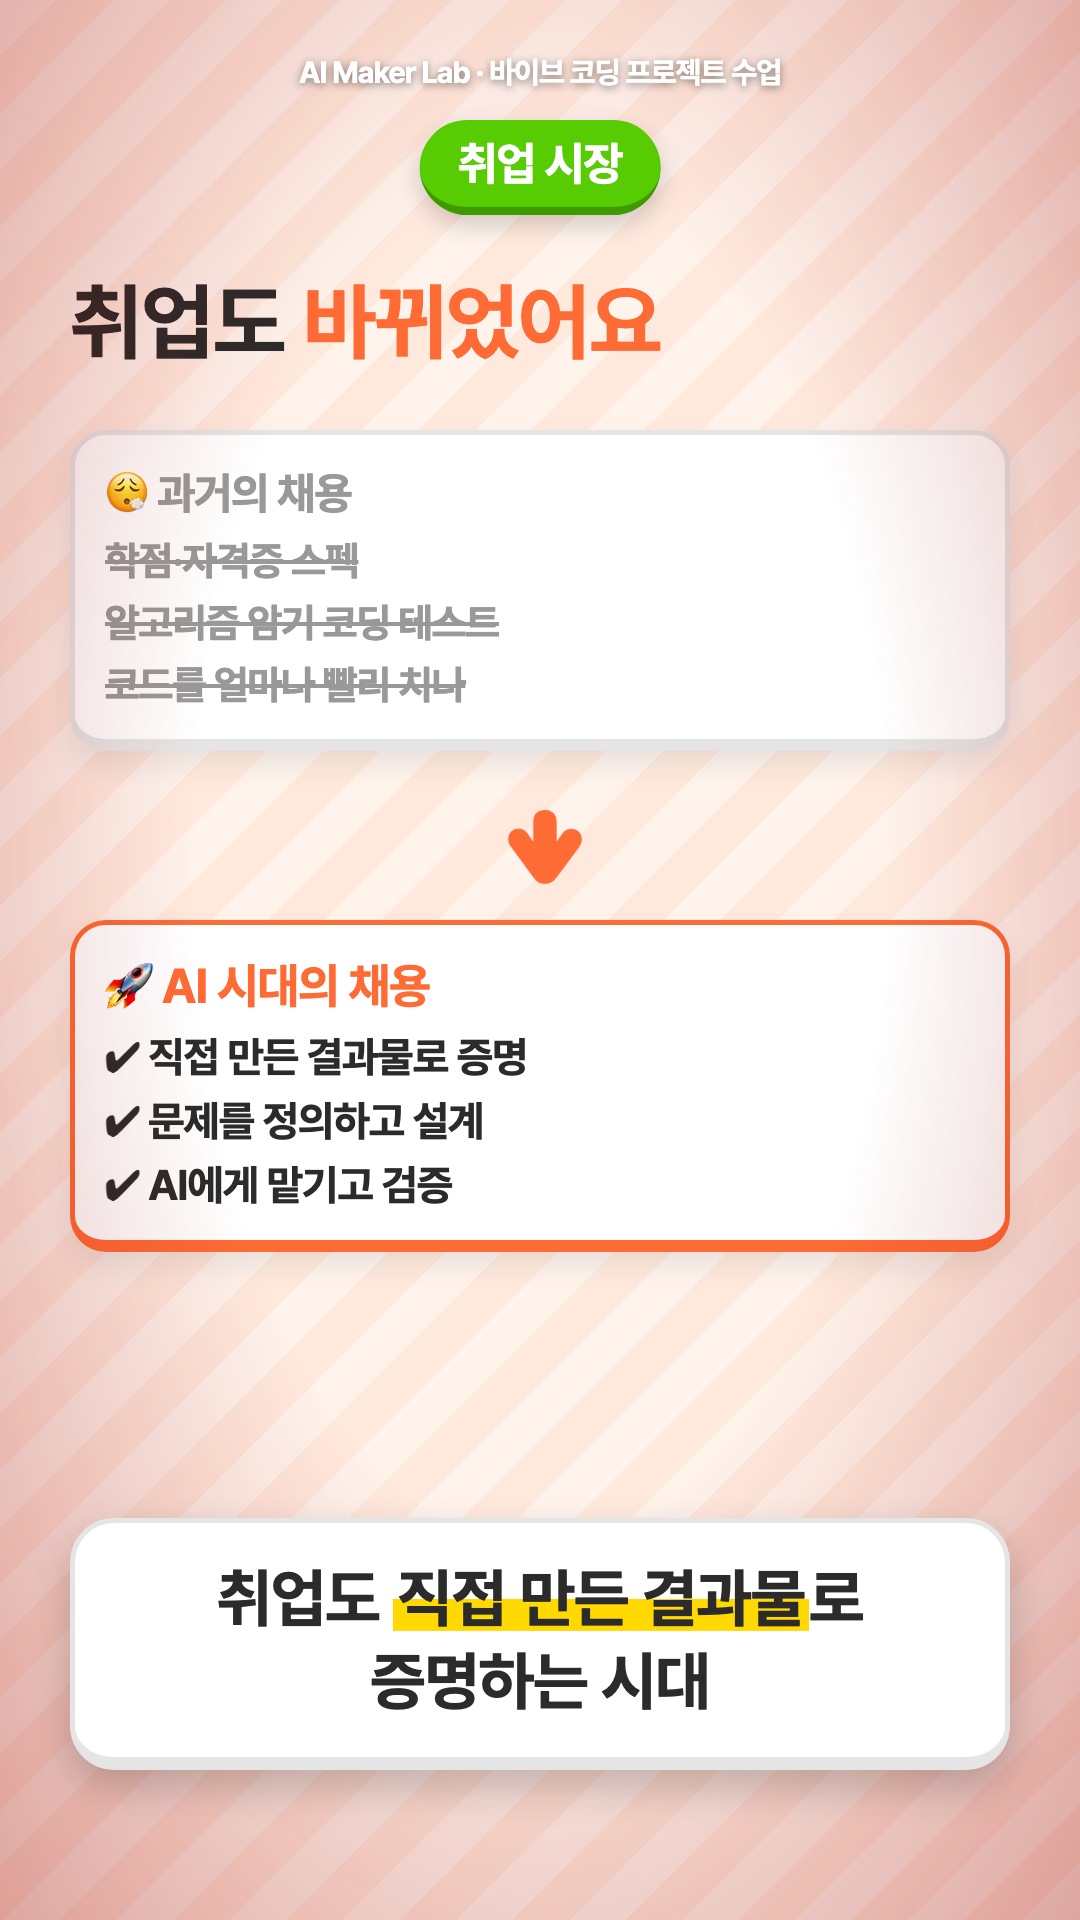 AI Maker Lab · 바이브 코딩 프로젝트 수업
취업 시장
취업도 바뀌었어요
과거의 채용
학점·자격증 스펙
알고리즘 암기 코딩 테스트
코드를 얼마나 빨리 치나
AI 시대의 채용
✔ 직접 만든 결과물로 증명
✔ 문제를 정의하고 설계
✔ AI에게 맡기고 검증
취업도 직접 만든 결과물로
증명하는 시대